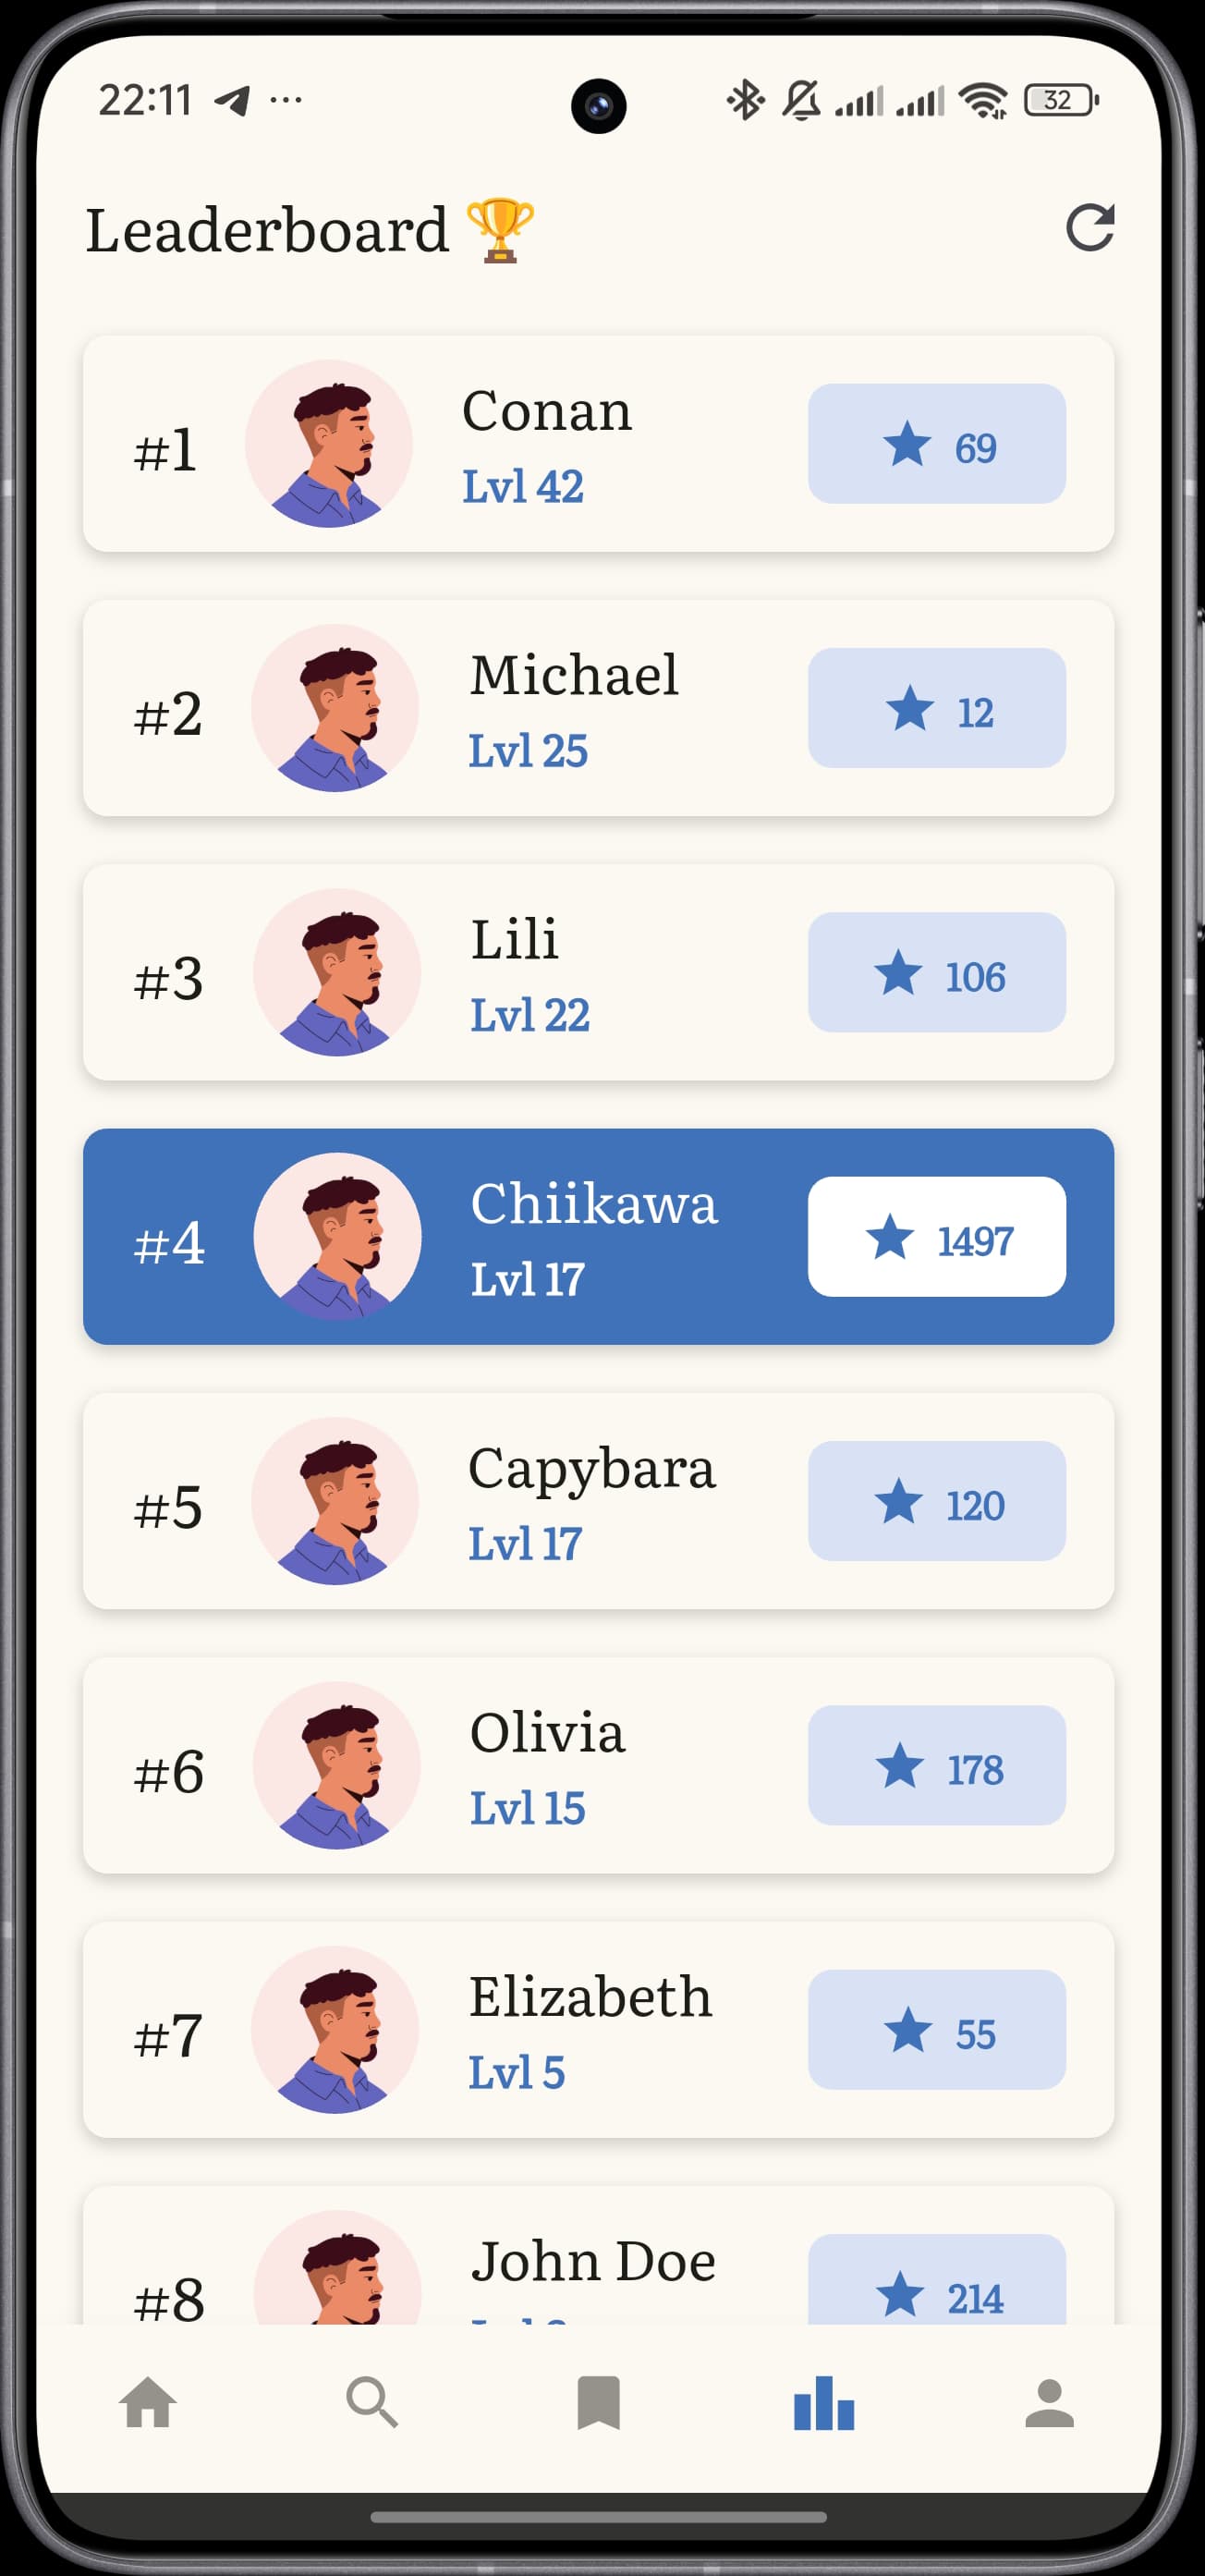 22:11 ... 32
Leaderboard 🏆
#1 Conan 69
Lvl 42
#2 Michael 12
Lvl 25
#3 Lili 106
Lvl 22
#4 Chiikawa 1497
Lvl 17
#5 Capybara 120
Lvl 17
#6 Olivia 178
Lvl 15
#7 Elizabeth 55
Lvl 5
#8 John Doe 214